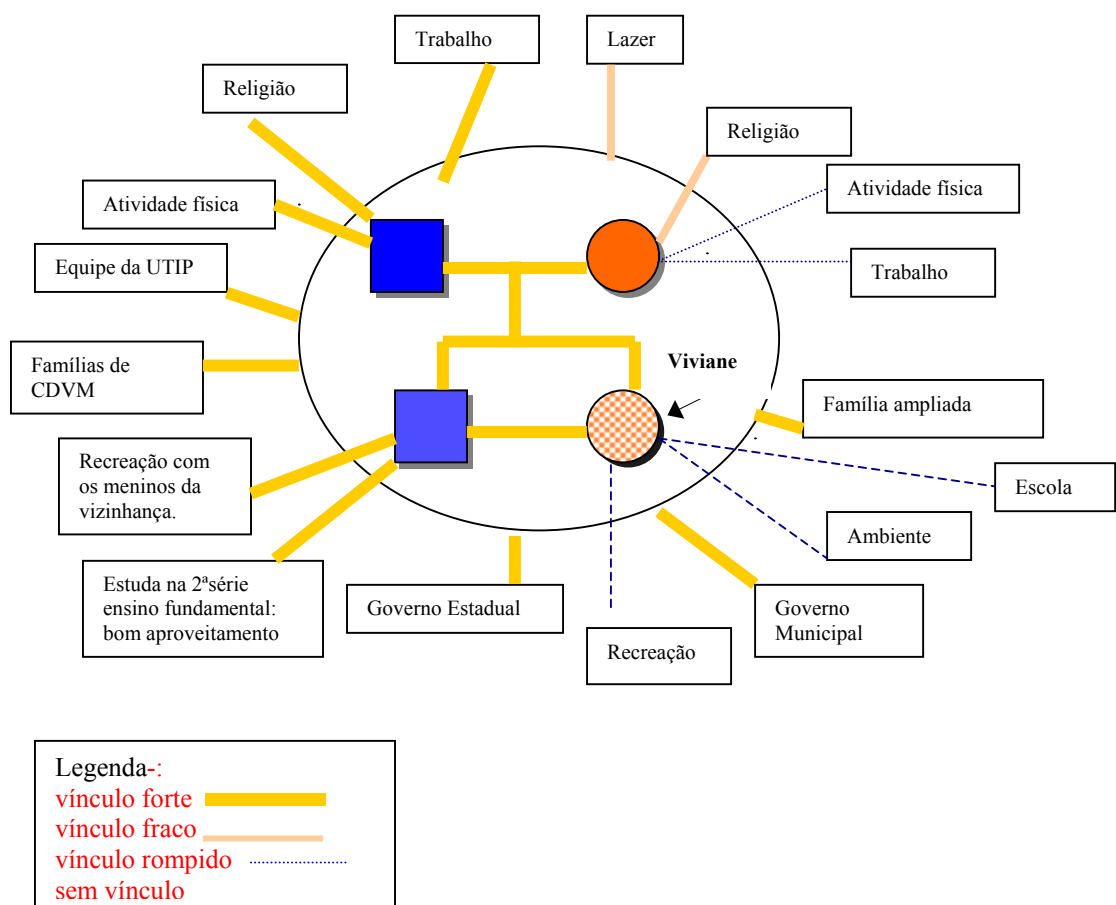 Trabalho
Lazer
Religião
Religião
Atividade física
Atividade física
Equipe da UTIP
Trabalho
Famílias de
CDVM
Viviane
Família ampliada
Recreação com
os meninos da
vizinhança.
Escola
Ambiente
Estuda na 2ªsérie
ensino fundamental:
bom aproveitamento
Governo Estadual
Recreação
Governo
Municipal
Legenda-:
vínculo forte
vínculo fraco
vínculo rompido
sem vínculo